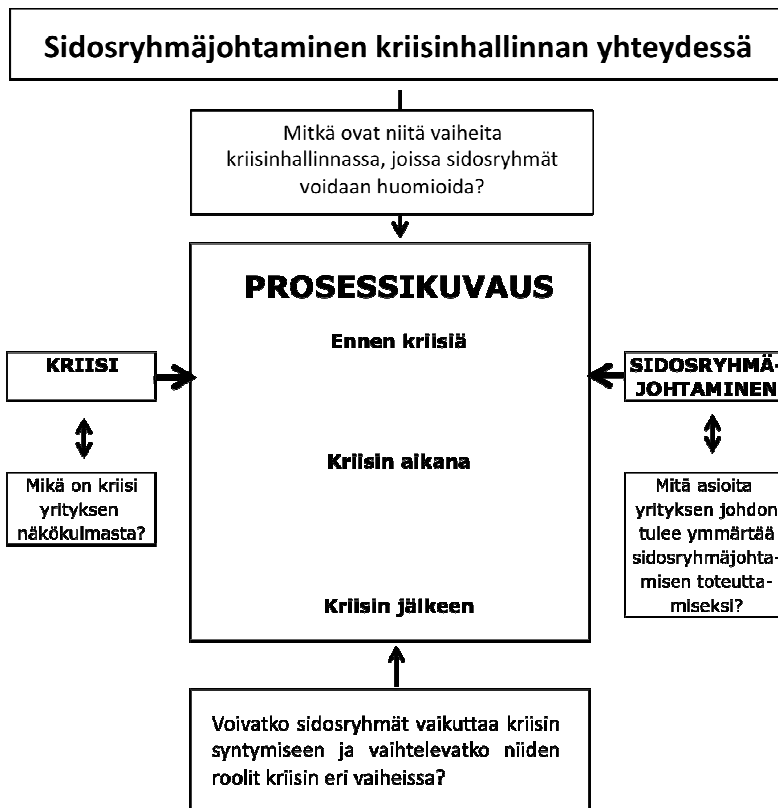 Sidosryhmäjohtaminen kriisinhallinnan yhteydessä
Mitkä ovat niitä vaiheita
kriisinhallinnassa, joissa sidosryhmät
voidaan huomioida?
PROSESSIKUVAUS
Ennen kriisiä
KRIISI
SIDOSRYHMÄ-
JOHTAMINEN
Kriisin aikana
Mikä on kriisi
yrityksen
näkökulmasta?
Mitä asioita
yrityksen johdon
tulee ymmärtää
sidosryhmäjohta-
misen toteutta-
miseksi?
Kriisin jälkeen
Voivatko sidosryhmät vaikuttaa kriisin
syntymiseen ja vaihtelevatko niiden
roolit kriisin eri vaiheissa?